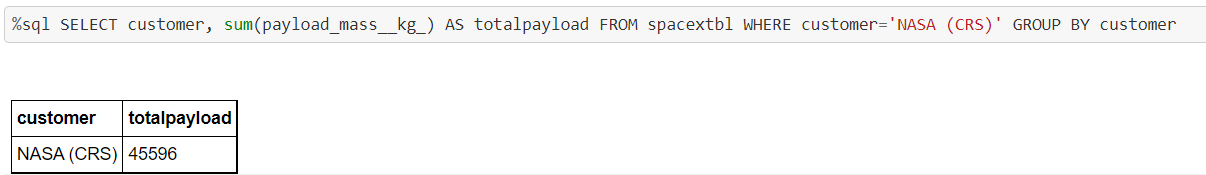 %sql SELECT customer, sum(payload_mass__kg_) AS totalpayload FROM spacextbl WHERE customer='NASA (CRS)' GROUP BY customer
customer totalpayload
NASA (CRS) 45596